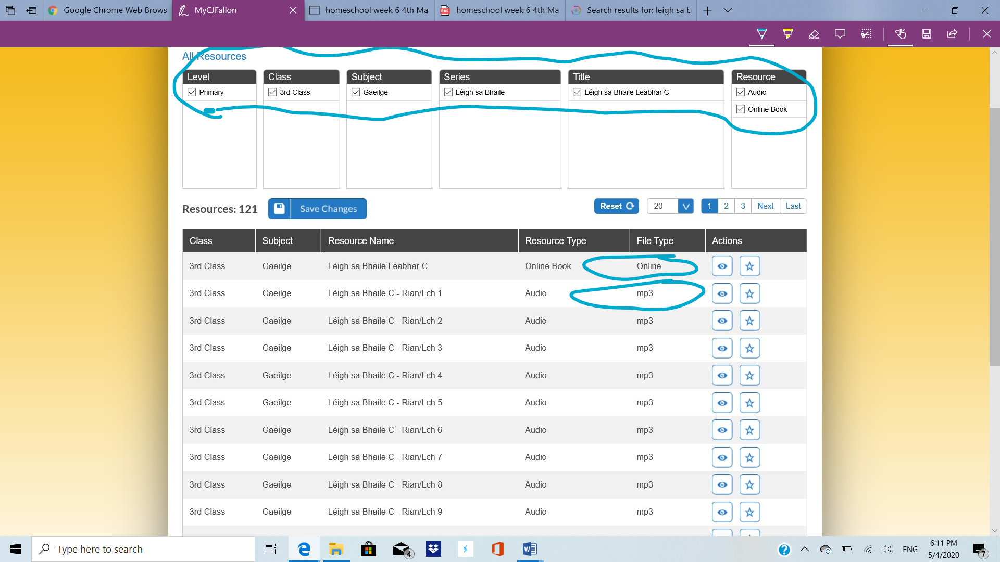 Google Chrome Web Brows
MyCJFallon
homeschool week 6 4th Ma
homeschool week 6 4th Ma
Search results for: leigh sa b
All Resources
Level Class Subject Series Title Resource
Primary 3rd Class Gaeilge Léigh sa Bhaile Léigh sa Bhaile Leabhar C Audio
Online Book
Resources: 121 Save Changes Reset 20 1 2 3 Next Last
Class Subject Resource Name Resource Type File Type Actions
3rd Class Gaeilge Léigh sa Bhaile Leabhar C Online Book Online
3rd Class Gaeilge Léigh sa Bhaile C - Rian/Lch 1 Audio mp3
3rd Class Gaeilge Léigh sa Bhaile C - Rian/Lch 2 Audio mp3
3rd Class Gaeilge Léigh sa Bhaile C - Rian/Lch 3 Audio mp3
3rd Class Gaeilge Léigh sa Bhaile C - Rian/Lch 4 Audio mp3
3rd Class Gaeilge Léigh sa Bhaile C - Rian/Lch 5 Audio mp3
3rd Class Gaeilge Léigh sa Bhaile C - Rian/Lch 6 Audio mp3
3rd Class Gaeilge Léigh sa Bhaile C - Rian/Lch 7 Audio mp3
3rd Class Gaeilge Léigh sa Bhaile C - Rian/Lch 8 Audio mp3
3rd Class Gaeilge Léigh sa Bhaile C - Rian/Lch 9 Audio mp3
Type here to search 4 ENG 6:11 PM
5/4/2020 7